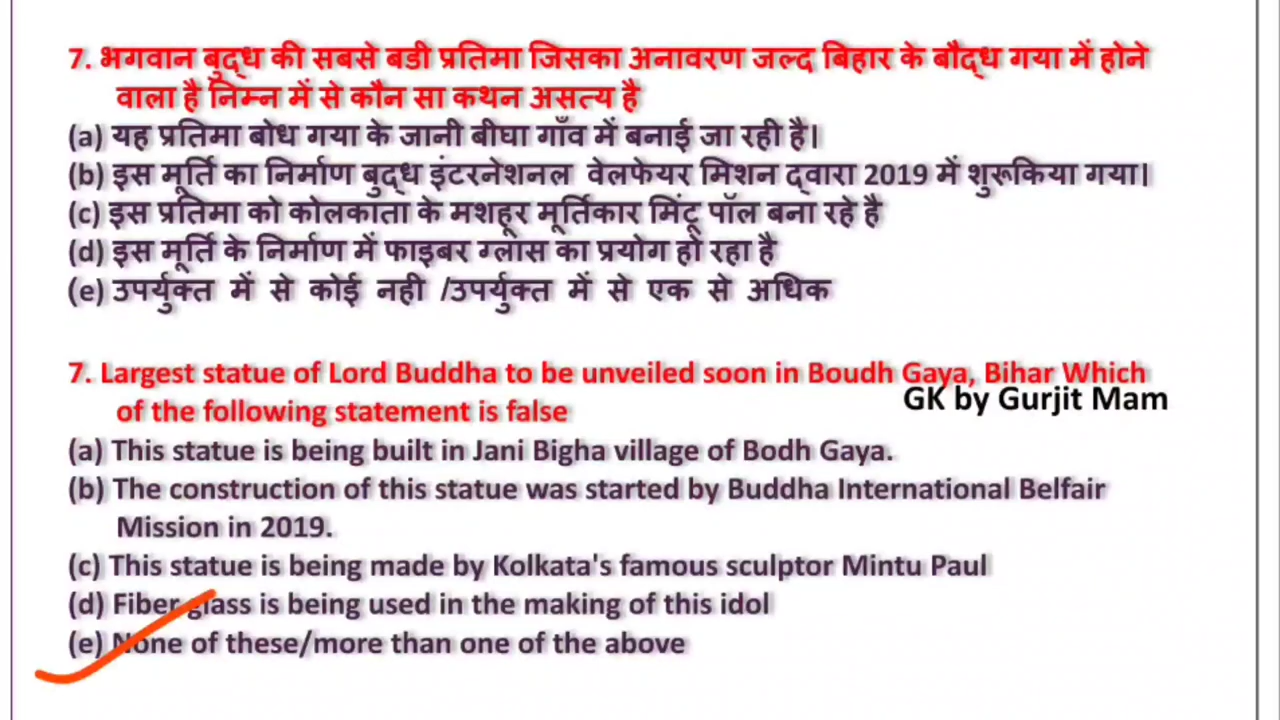 7. भगवान बुद्ध की सबसे बडी प्रतिमा जिसका अनावरण जल्द बिहार के बौद्ध गया में होने
वाला है निम्न में से कौन सा कथन असत्य है
(a) यह प्रतिमा बोध गया के जानी बीघा गाँव में बनाई जा रही है।
(b) इस मूर्ति का निर्माण बुद्ध इंटरनेशनल वेलफेयर मिशन द्वारा 2019 में शुरूकिया गया।
(c) इस प्रतिमा को कोलकाता के मशहूर मूर्तिकार मिंटू पॉल बना रहे है
(d) इस मूर्ति के निर्माण में फाइबर ग्लास का प्रयोग हो रहा है
(e) उपर्युक्त में से कोई नही /उपर्युक्त में से एक से अधिक
7. Largest statue of Lord Buddha to be unveiled soon in Boudh Gaya, Bihar Which
of the following statement is false
GK by Gurjit Mam
(a) This statue is being built in Jani Bigha village of Bodh Gaya.
(b) The construction of this statue was started by Buddha International Belfair
Mission in 2019.
(c) This statue is being made by Kolkata's famous sculptor Mintu Paul
(d) Fiber glass is being used in the making of this idol
(e) None of these/more than one of the above